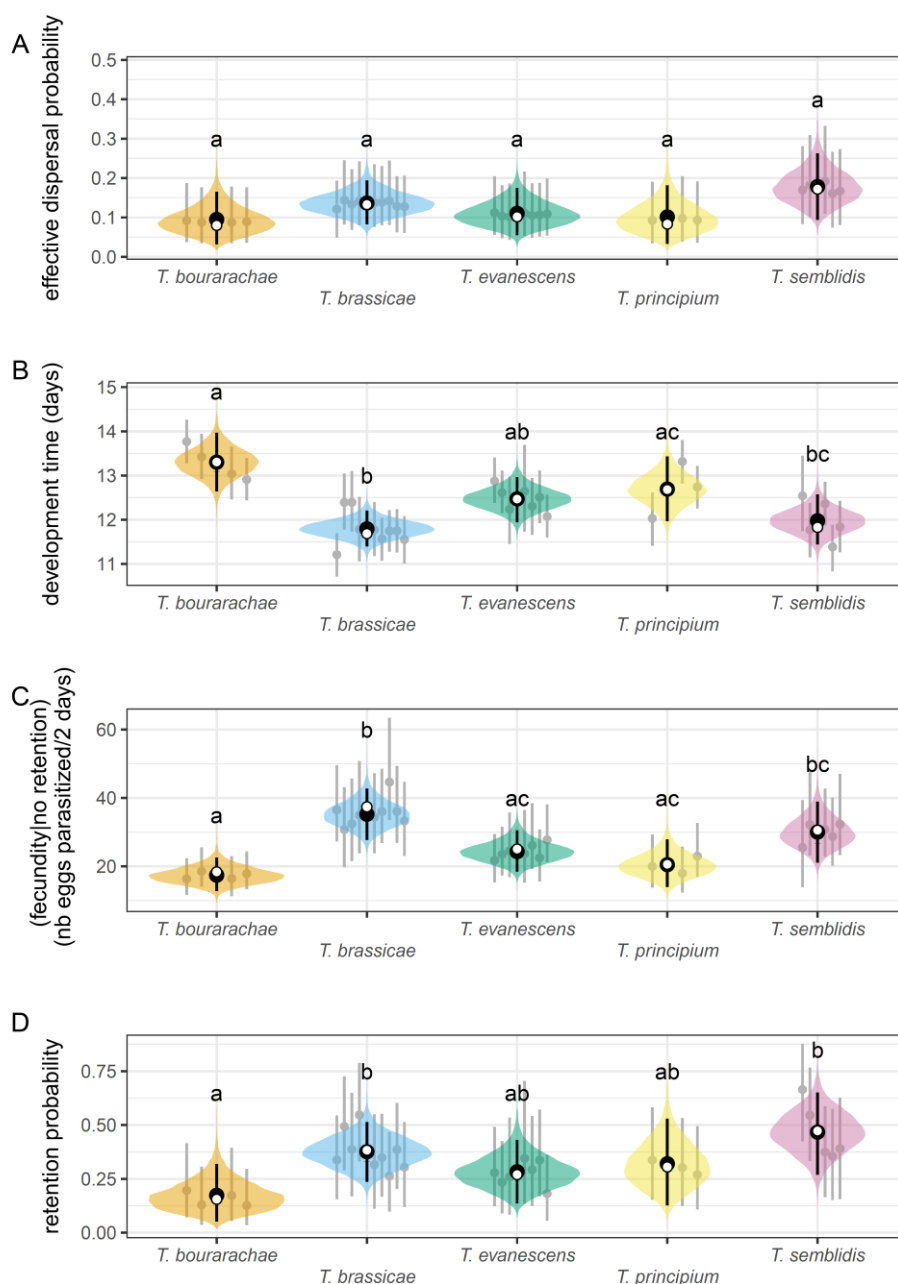 A
effective dispersal probability
0.5
0.4
0.3
0.2
0.1
0.0
a a a a a
T. bourarachae T. evanescens T. semblidis
T. brassicae T. principium
B
development time (days)
15
14
13
12
11
a b ab ac bc
T. bourarachae T. evanescens T. semblidis
T. brassicae T. principium
C
(fecundity|no retention)
(nb eggs parasitized/2 days)
60
40
20
a b ac ac bc
T. bourarachae T. evanescens T. semblidis
T. brassicae T. principium
D
retention probability
0.75
0.50
0.25
0.00
a b ab ab b
T. bourarachae T. evanescens T. semblidis
T. brassicae T. principium